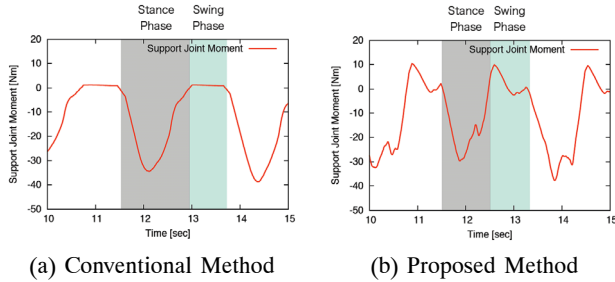 Stance Phase
Swing Phase
Support Joint Moment [Nm]
20
10
0
-10
-20
-30
-40
-50
Support Joint Moment
10 11 12 13 14 15
Time [sec]
(a) Conventional Method
Stance Phase
Swing Phase
Support Joint Moment [Nm]
20
10
0
-10
-20
-30
-40
-50
Support Joint Moment
10 11 12 13 14 15
Time [sec]
(b) Proposed Method